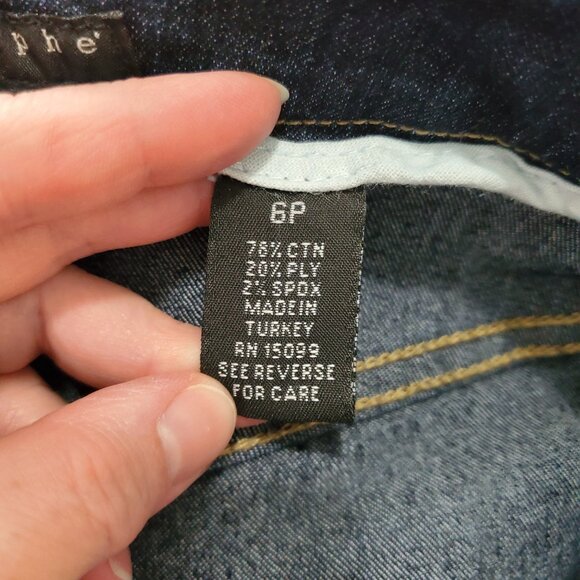 phe'
6P
78% CTN
20% PLY
2% SPDX
MADE IN
TURKEY
RN 15099
SEE REVERSE
FOR CARE